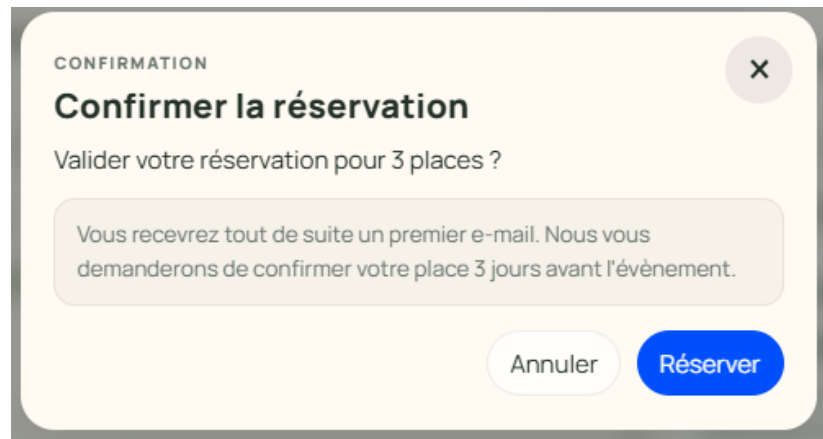 CONFIRMATION
Confirmer la réservation
Valider votre réservation pour 3 places ?
Vous recevrez tout de suite un premier e-mail. Nous vous
demanderons de confirmer votre place 3 jours avant l'évènement.
Annuler
Réserver